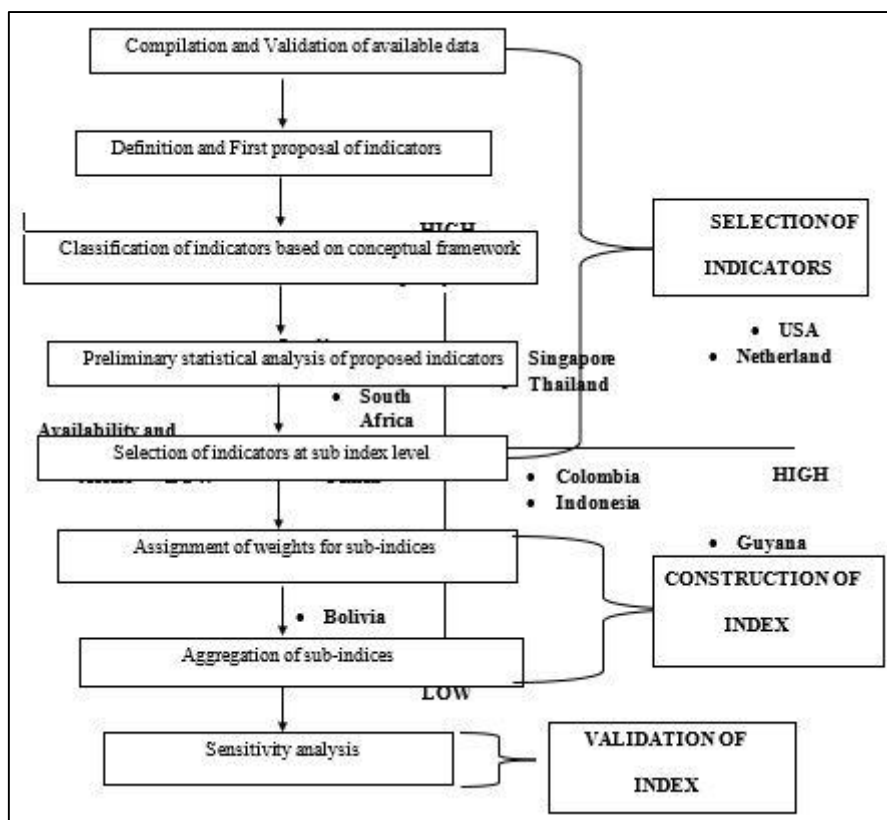 Compilation and Validation of available data
Definition and First proposal of indicators
HIGH
Classification of indicators based on conceptual framework
SELECTION OF
INDICATORS
• USA
• Netherland
Preliminary statistical analysis of proposed indicators
Singapore
• Thailand
• South
Africa
Availability and
Selection of indicators at sub index level
HIGH
• Colombia
• Indonesia
Assignment of weights for sub-indices
• Guyana
CONSTRUCTION OF
INDEX
• Bolivia
Aggregation of sub-indices
LOW
Sensitivity analysis
VALIDATION OF
INDEX